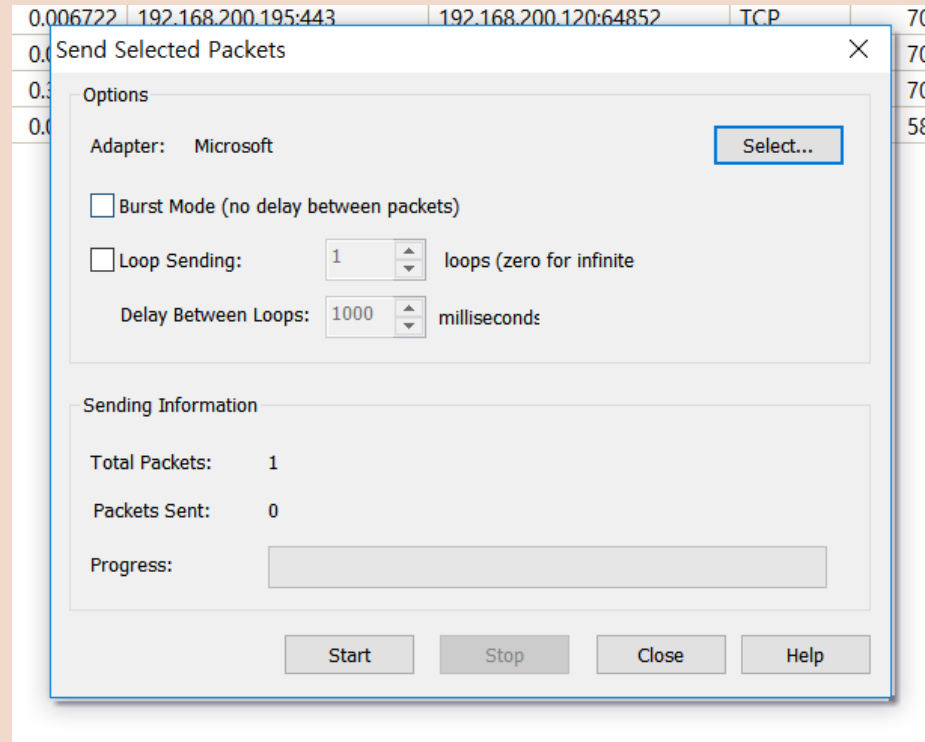 0.006722 192.168.200.195:443 192.168.200.120:64852 TCP 70
Send Selected Packets
Options
Adapter: Microsoft Select...
Burst Mode (no delay between packets)
Loop Sending: 1 loops (zero for infinite
Delay Between Loops: 1000 milliseconds
Sending Information
Total Packets: 1
Packets Sent: 0
Progress:
Start Stop Close Help